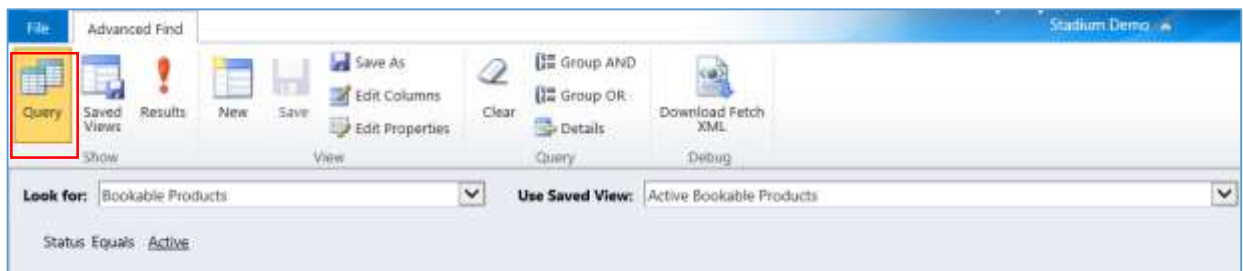 File Advanced Find Stadium Demo
Save As Group AND
Edit Columns Group OR
Query Saved Views Results New Save Edit Properties Clear Details Download Fetch XML
Show View Query Debug
Look for: Bookable Products Use Saved View: Active Bookable Products
Status Equals Active